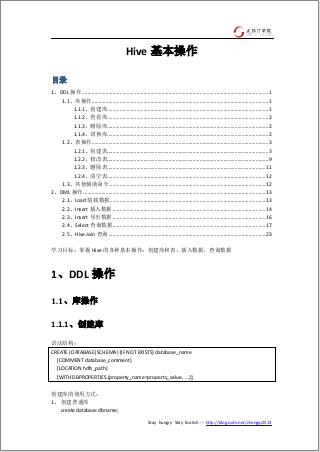 Hive 基本操作
目录
1、DDL 操作 1
1.1、库操作 1
1.1.1、创建库 1
1.1.2、查看库 2
1.1.3、删除库 2
1.1.4、切换库 2
1.2、表操作 3
1.2.1、创建表 3
1.2.2、修改表 9
1.2.3、删除表 11
1.2.4、清空表 12
1.3、其他辅助命令 12
2、DML 操作 13
2.1、Load 装载数据 13
2.2、Insert 插入数据 14
2.3、Insert 导出数据 16
2.4、Select 查询数据 17
2.5、Hive Join 查询 23
学习目标：掌握 Hive 的各种基本操作：创建库和表、插入数据、查询数据
1、DDL 操作
1.1、库操作
1.1.1、创建库
语法结构：
CREATE (DATABASE|SCHEMA) [IF NOT EXISTS] database_name
[COMMENT database_comment]
[LOCATION hdfs_path]
[WITH DBPROPERTIES (property_name=property_value, ...)];
创建库的使用方式：
1、创建普通库
create database dbname;
Stay hungry Stay foolish --